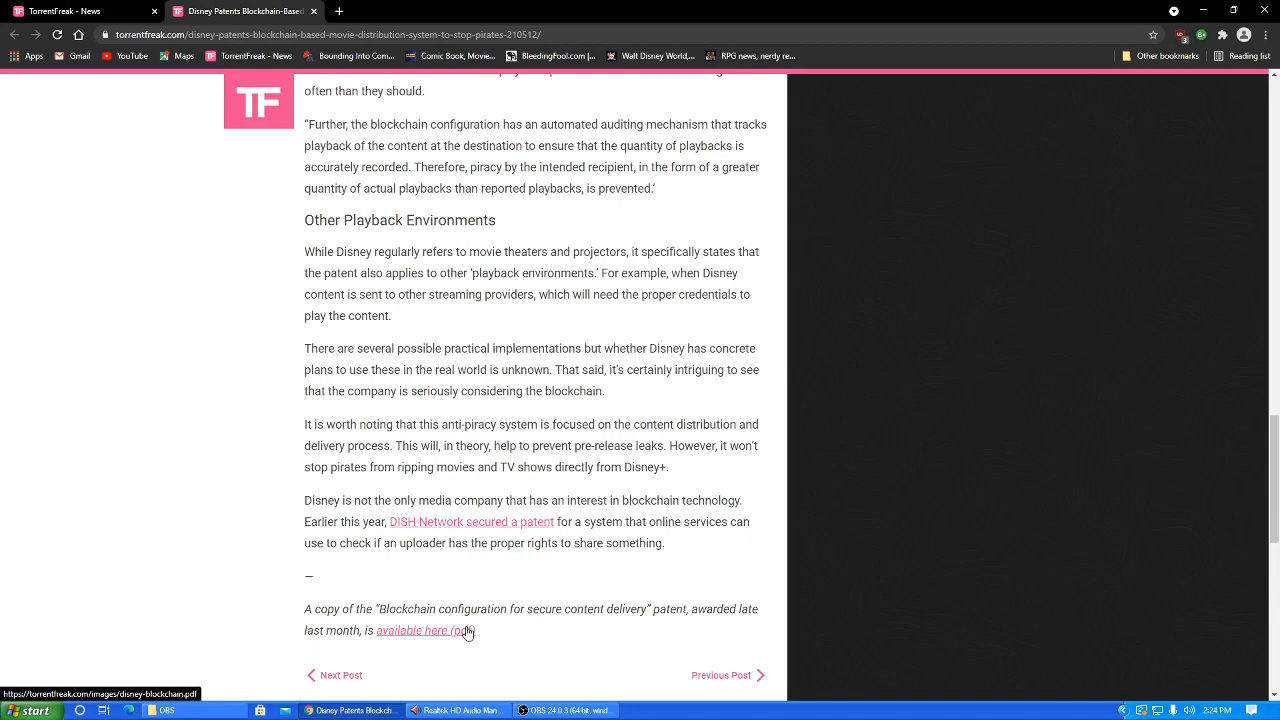 TorrentFreak - News
Disney Patents Blockchain-Based
torrentfreak.com/disney-patents-blockchain-based-movie-distribution-system-to-stop-pirates-210512/
3
Apps
Gmail
YouTube
Maps
TorrentFreak - News
Bounding Into Com...
Comic Book, Movie...
BleedingFool.com |...
Walt Disney World,...
RPG news, nerdy re...
Other bookmarks
Reading list
TF
often than they should.
“Further, the blockchain configuration has an automated auditing mechanism that tracks
playback of the content at the destination to ensure that the quantity of playbacks is
accurately recorded. Therefore, piracy by the intended recipient, in the form of a greater
quantity of actual playbacks than reported playbacks, is prevented.’
Other Playback Environments
While Disney regularly refers to movie theaters and projectors, it specifically states that
the patent also applies to other ‘playback environments.’ For example, when Disney
content is sent to other streaming providers, which will need the proper credentials to
play the content.
There are several possible practical implementations but whether Disney has concrete
plans to use these in the real world is unknown. That said, it’s certainly intriguing to see
that the company is seriously considering the blockchain.
It is worth noting that this anti-piracy system is focused on the content distribution and
delivery process. This will, in theory, help to prevent pre-release leaks. However, it won’t
stop pirates from ripping movies and TV shows directly from Disney+.
Disney is not the only media company that has an interest in blockchain technology.
Earlier this year, DISH Network secured a patent for a system that online services can
use to check if an uploader has the proper rights to share something.
—
A copy of the “Blockchain configuration for secure content delivery” patent, awarded late
last month, is available here (pdf)
Next Post
Previous Post
https://torrentfreak.com/images/disney-blockchain.pdf
start
OBS
Disney Patents Blockch...
Realtek HD Audio Man...
OBS 24.0.3 (64-bit, wind...
2:24 PM